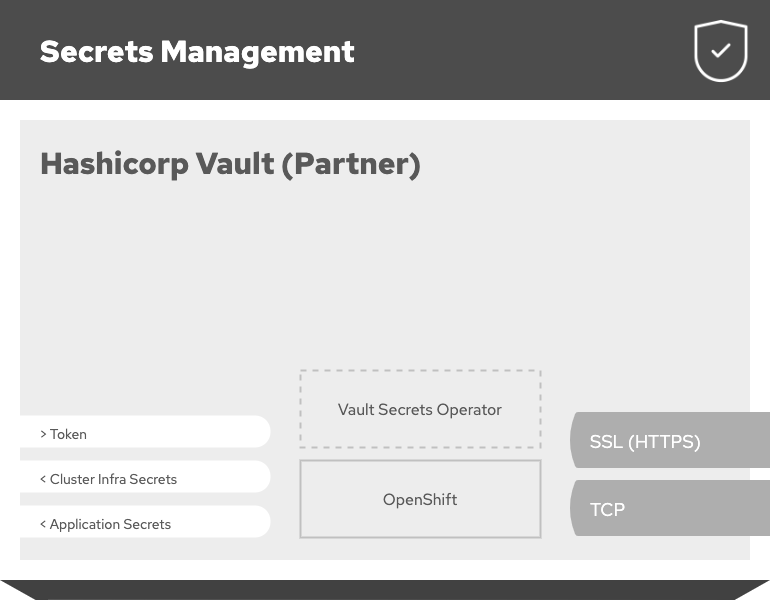 Secrets Management
Hashicorp Vault (Partner)
Vault Secrets Operator
> Token
SSL (HTTPS)
< Cluster Infra Secrets
OpenShift
TCP
< Application Secrets